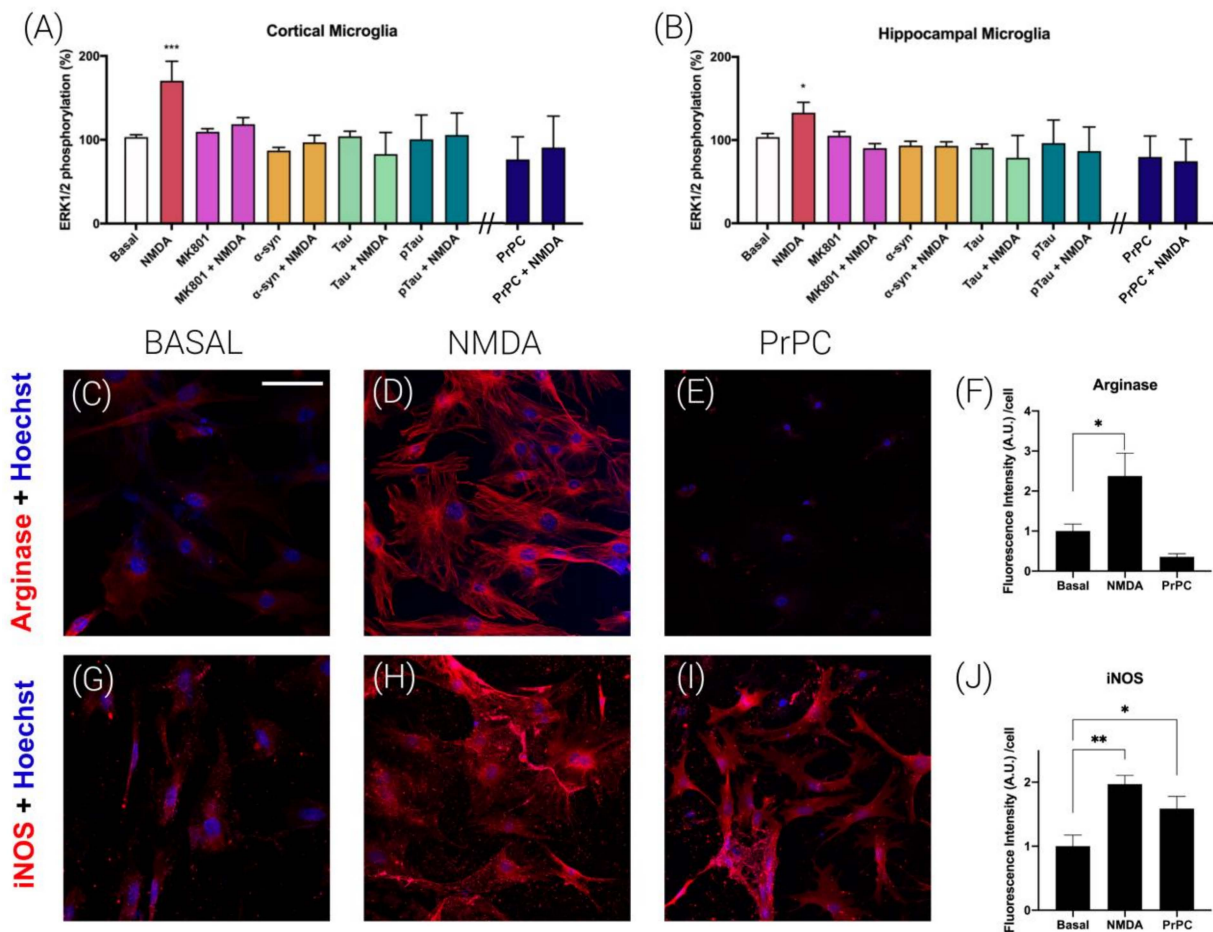 (A)
Cortical Microglia
ERK1/2 phosphorylation (%)
200
100
0
***
Basal
NMDA
MK801
MK801 + NMDA
α-syn
α-syn + NMDA
Tau
Tau + NMDA
pTau
pTau + NMDA
//
PrPC
PrPC + NMDA
(B)
Hippocampal Microglia
ERK1/2 phosphorylation (%)
200
100
0
*
Basal
NMDA
MK801
MK801 + NMDA
α-syn
α-syn + NMDA
Tau
Tau + NMDA
pTau
pTau + NMDA
//
PrPC
PrPC + NMDA
BASAL
NMDA
PrPC
Arginase + Hoechst
(C)
(D)
(E)
(F)
Arginase
Fluorescence Intensity (A.U.) /cell
4
3
2
1
0
*
Basal
NMDA
PrPC
iNOS + Hoechst
(G)
(H)
(I)
(J)
iNOS
Fluorescence Intensity (A.U.) /cell
2
1
0
*
**
Basal
NMDA
PrPC